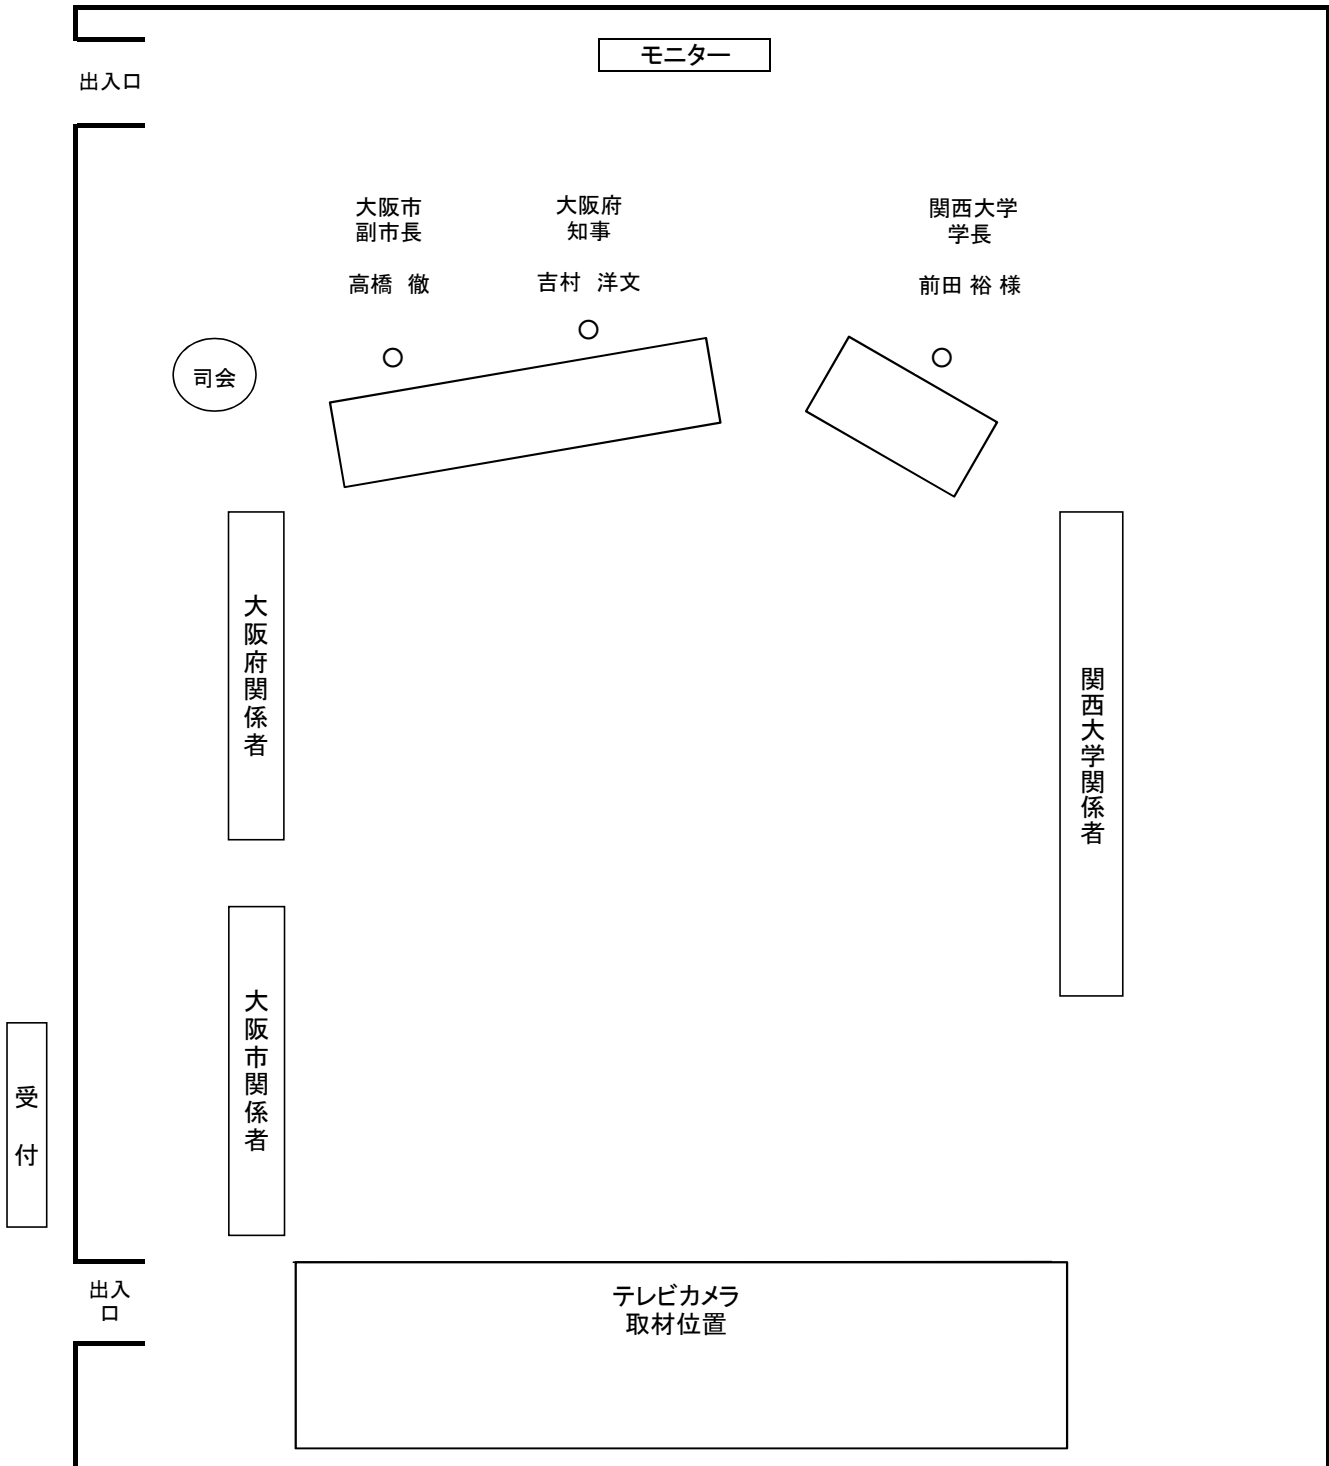 モニター
出入口
大阪市
副市長
高橋 徹
大阪府
知事
吉村 洋文
関西大学
学長
前田 裕 様
司会
大阪府関係者
関西大学関係者
大阪市関係者
受付
出入
口
テレビカメラ
取材位置